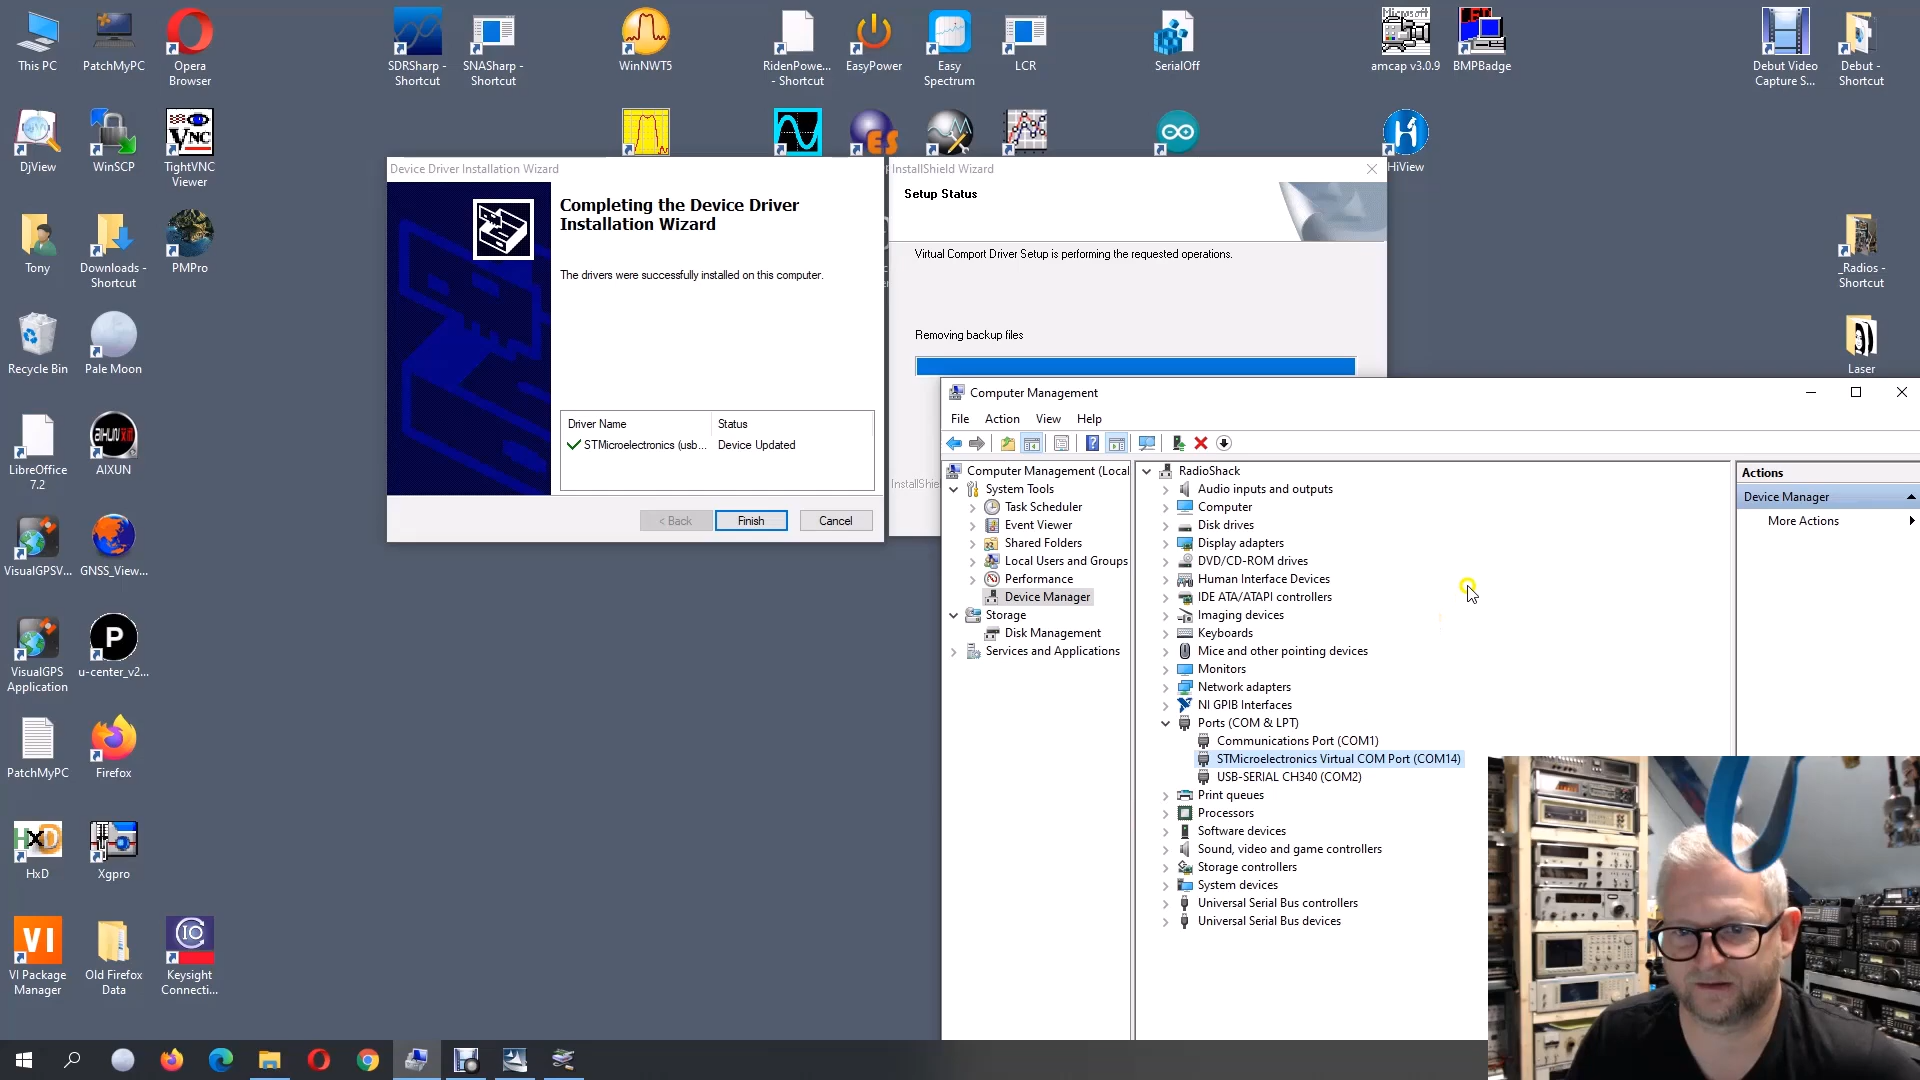 This PC
PatchMyPC
Opera
Browser
SDRSharp -
Shortcut
SNASharp -
Shortcut
WinNWT5
RidenPowe...
- Shortcut
EasyPower
Easy
Spectrum
LCR
SerialOff
Microsoft
amcap v3.0.9
BMPBadge
Debut Video
Capture S...
Debut -
Shortcut
DjView
WinSCP
VNC
TightVNC
Viewer
HiView
Tony
Downloads -
Shortcut
PMPro
_Radios -
Shortcut
Recycle Bin
Pale Moon
Laser
LibreOffice
7.2
AIXUN
VisualGPSV...
GNSS_View...
VisualGPS
Application
P
u-center_v2...
PatchMyPC
Firefox
HxD
HxD
Xgpro
VI
VI Package
Manager
Old Firefox
Data
IO
Keysight
Connecti...
Device Driver Installation Wizard
Completing the Device Driver
Installation Wizard
The drivers were successfully installed on this computer.
Driver Name
Status
STMicroelectronics (usb...
Device Updated
< Back
Finish
Cancel
InstallShield Wizard
Setup Status
Virtual Comport Driver Setup is performing the requested operations.
Removing backup files
InstallShie
Computer Management
File
Action
View
Help
Computer Management (Local
System Tools
Task Scheduler
Event Viewer
Shared Folders
Local Users and Groups
Performance
Device Manager
Storage
Disk Management
Services and Applications
RadioShack
Audio inputs and outputs
Computer
Disk drives
Display adapters
DVD/CD-ROM drives
Human Interface Devices
IDE ATA/ATAPI controllers
Imaging devices
Keyboards
Mice and other pointing devices
Monitors
Network adapters
NI GPIB Interfaces
Ports (COM & LPT)
Communications Port (COM1)
STMicroelectronics Virtual COM Port (COM14)
USB-SERIAL CH340 (COM2)
Print queues
Processors
Software devices
Sound, video and game controllers
Storage controllers
System devices
Universal Serial Bus controllers
Universal Serial Bus devices
Actions
Device Manager
More Actions